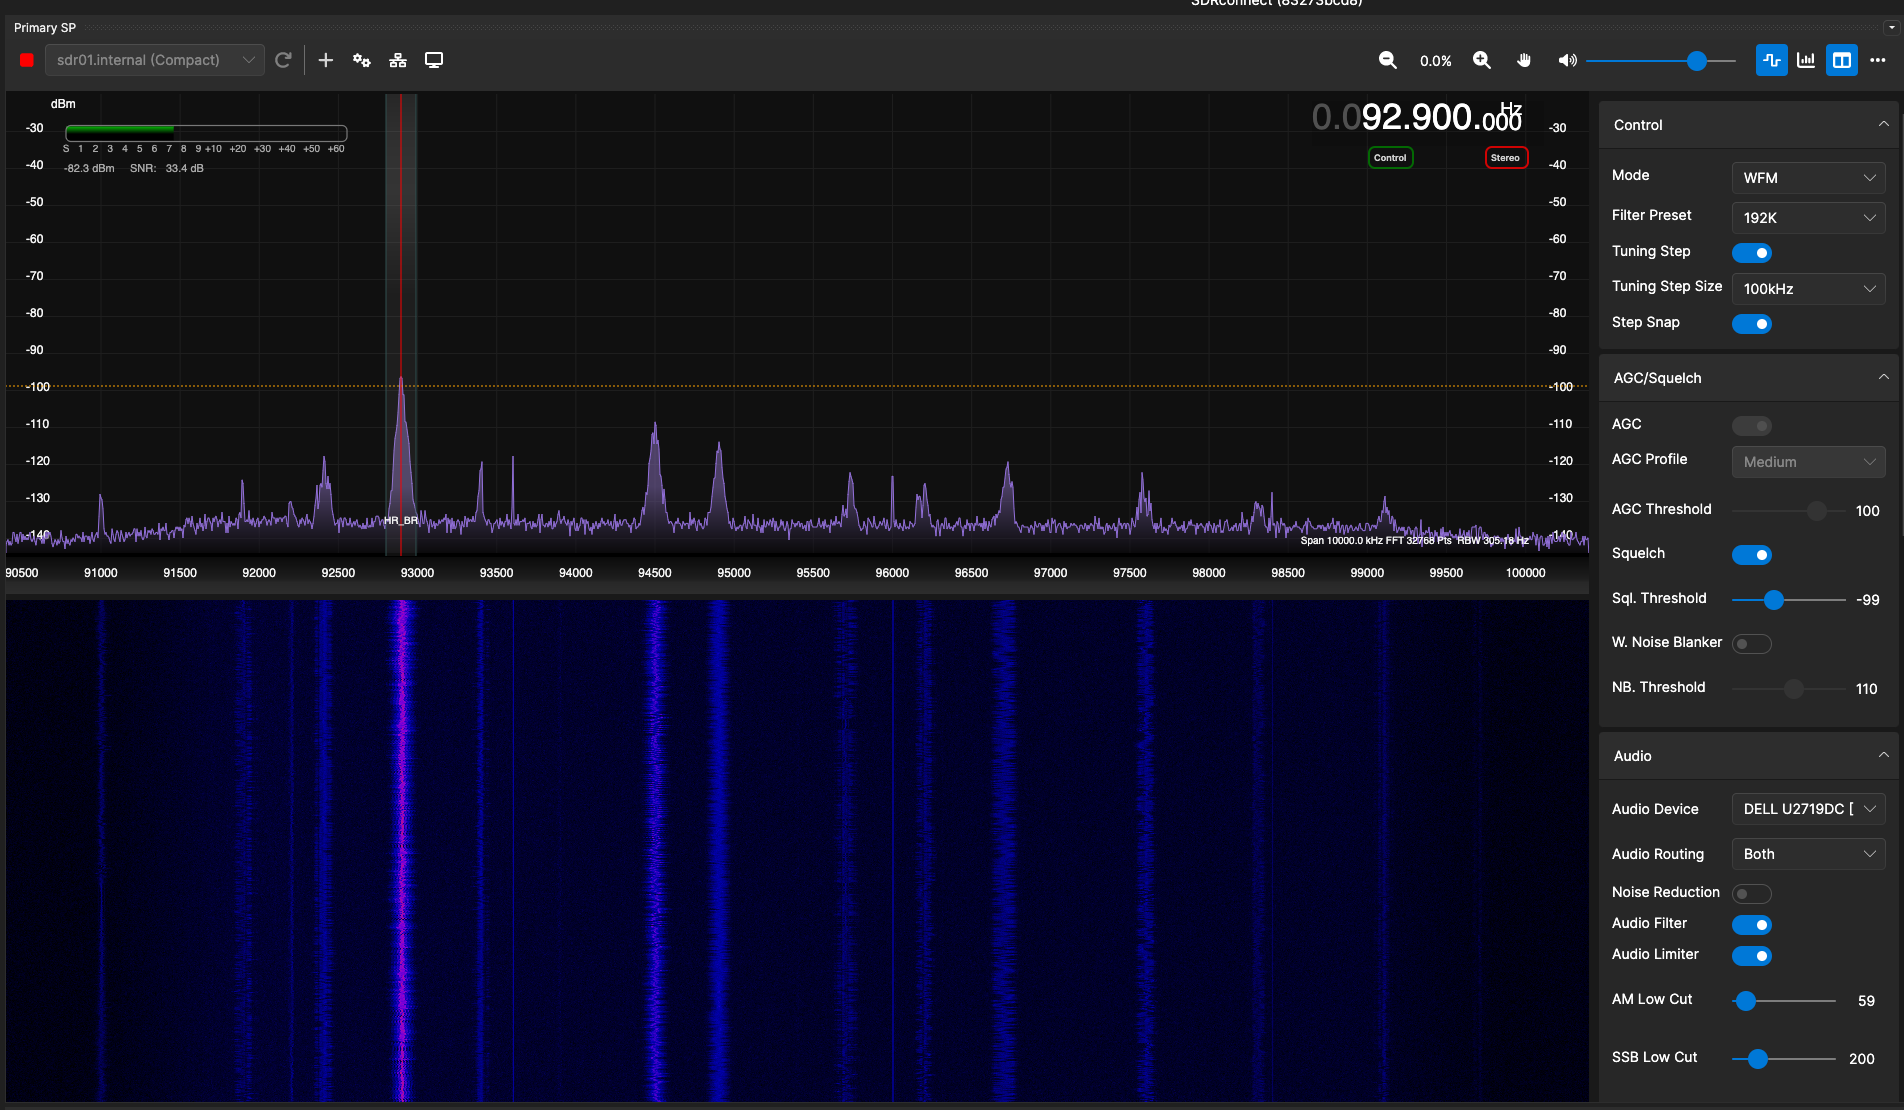 SDRconnect (83273bcd8)
Primary SP
sdr01.internal (Compact)
0.0%
dBm
S 1 2 3 4 5 6 7 8 9 +10 +20 +30 +40 +50 +60
-82.3 dBm SNR: 33.4 dB
0.092.900.000 Hz
Control Stereo
-30 -30
-40 -40
-50 -50
-60 -60
-70 -70
-80 -80
-90 -90
-100 -100
-110 -110
-120 -120
-130 -130
-140 -140
HR_BR
Span 10000.0 kHz FFT 32768 Pts RBW 305.18 Hz
90500 91000 91500 92000 92500 93000 93500 94000 94500 95000 95500 96000 96500 97000 97500 98000 98500 99000 99500 100000
Control
Mode WFM
Filter Preset 192K
Tuning Step
Tuning Step Size 100kHz
Step Snap
AGC/Squelch
AGC
AGC Profile Medium
AGC Threshold 100
Squelch
Sql. Threshold -99
W. Noise Blanker
NB. Threshold 110
Audio
Audio Device DELL U2719DC [
Audio Routing Both
Noise Reduction
Audio Filter
Audio Limiter
AM Low Cut 59
SSB Low Cut 200